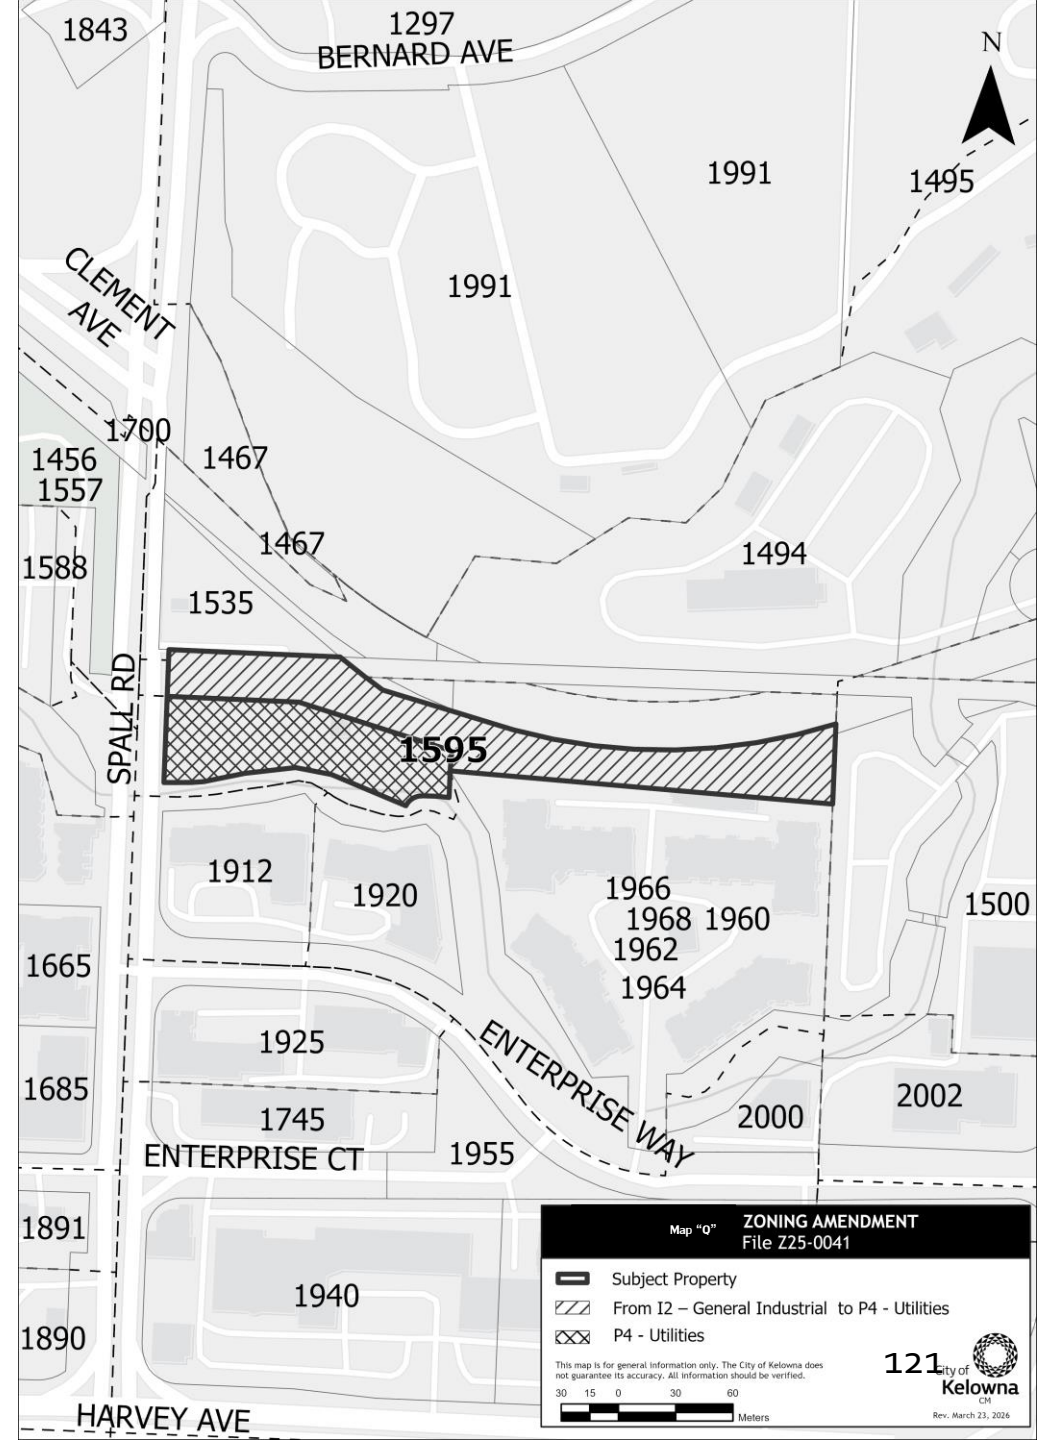 1843
1297
BERNARD AVE
N
1991
1495
CLEMENT
AVE
1991
1700
1456
1467
1557
1467
1588
1494
1535
SPALL RD
1595
1912
1920
1966
1968 1960
1962
1964
1500
1665
1925
ENTERPRISE WAY
1685
1745
2000
2002
ENTERPRISE CT
1955
1891
1940
1890
HARVEY AVE
Map “Q”
ZONING AMENDMENT
File Z25-0041
Subject Property
From I2 – General Industrial to P4 - Utilities
P4 - Utilities
This map is for general information only. The City of Kelowna does
not guarantee its accuracy. All information should be verified.
30 15 0 30 60
Meters
121
City of
Kelowna
CM
Rev. March 23, 2026